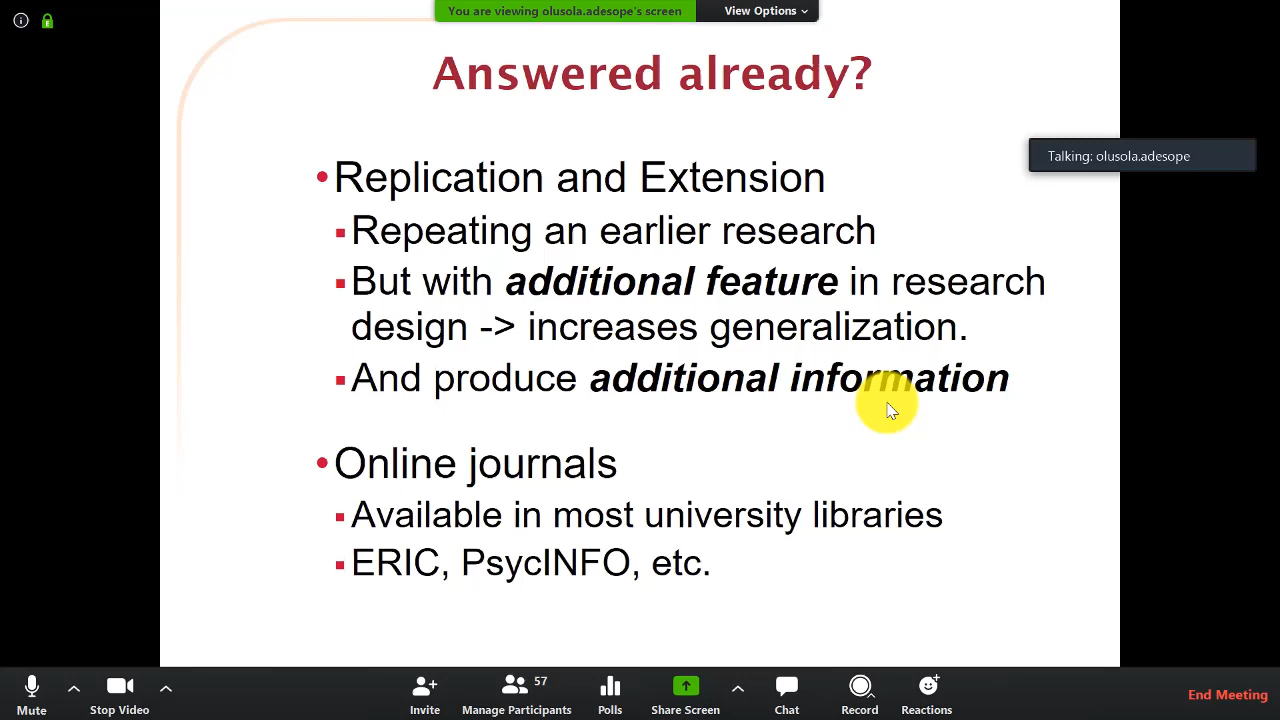 You are viewing olusola.adesope's screen
View Options
Answered already?
Talking: olusola.adesope
•Replication and Extension
▪Repeating an earlier research
▪But with additional feature in research
design -> increases generalization.
▪And produce additional information
•Online journals
▪Available in most university libraries
▪ERIC, PsycINFO, etc.
Mute
Stop Video
Invite
57
Manage Participants
Polls
Share Screen
Chat
Record
Reactions
End Meeting